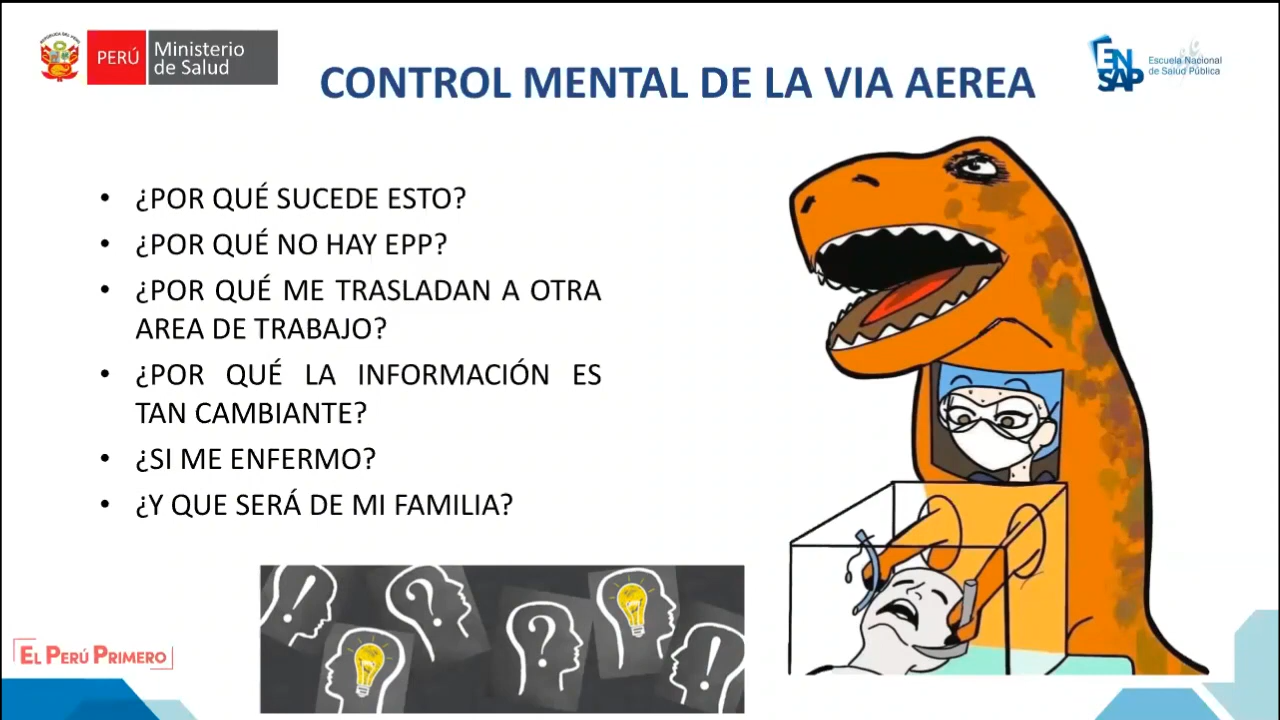 PERÚ
Ministerio
de Salud
CONTROL MENTAL DE LA VIA AEREA
EN
SAP
Escuela Nacional
de Salud Pública
• ¿POR QUÉ SUCEDE ESTO?
• ¿POR QUÉ NO HAY EPP?
• ¿POR QUÉ ME TRASLADAN A OTRA
AREA DE TRABAJO?
• ¿POR QUÉ LA INFORMACIÓN ES
TAN CAMBIANTE?
• ¿SI ME ENFERMO?
• ¿Y QUE SERÁ DE MI FAMILIA?
EL PERÚ PRIMERO